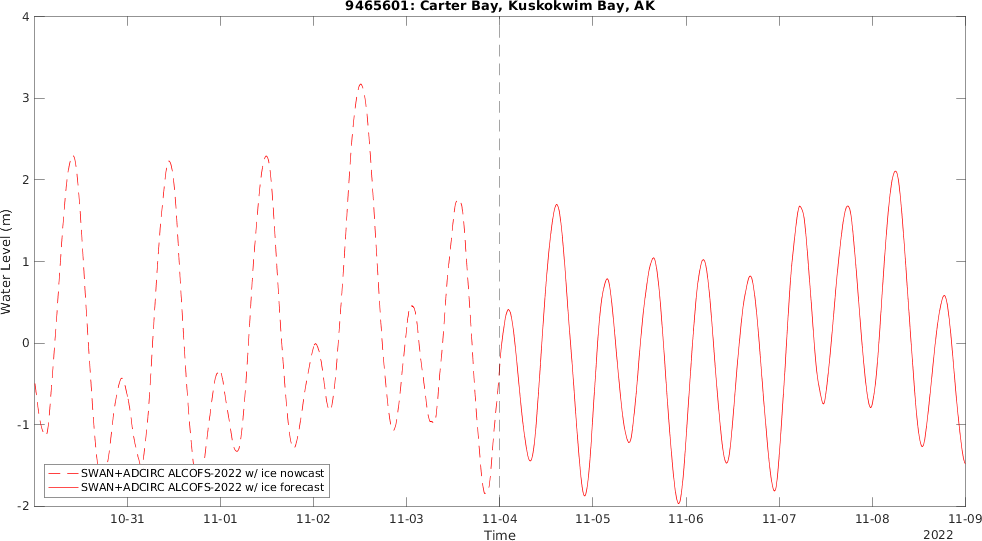 9465601: Carter Bay, Kuskokwim Bay, AK
4
3
2
1
0
-1
-2
Water Level (m)
SWAN+ADCIRC ALCOFS-2022 w/ ice nowcast
SWAN+ADCIRC ALCOFS-2022 w/ ice forecast
10-31 11-01 11-02 11-03 11-04 11-05 11-06 11-07 11-08 11-09
Time
2022